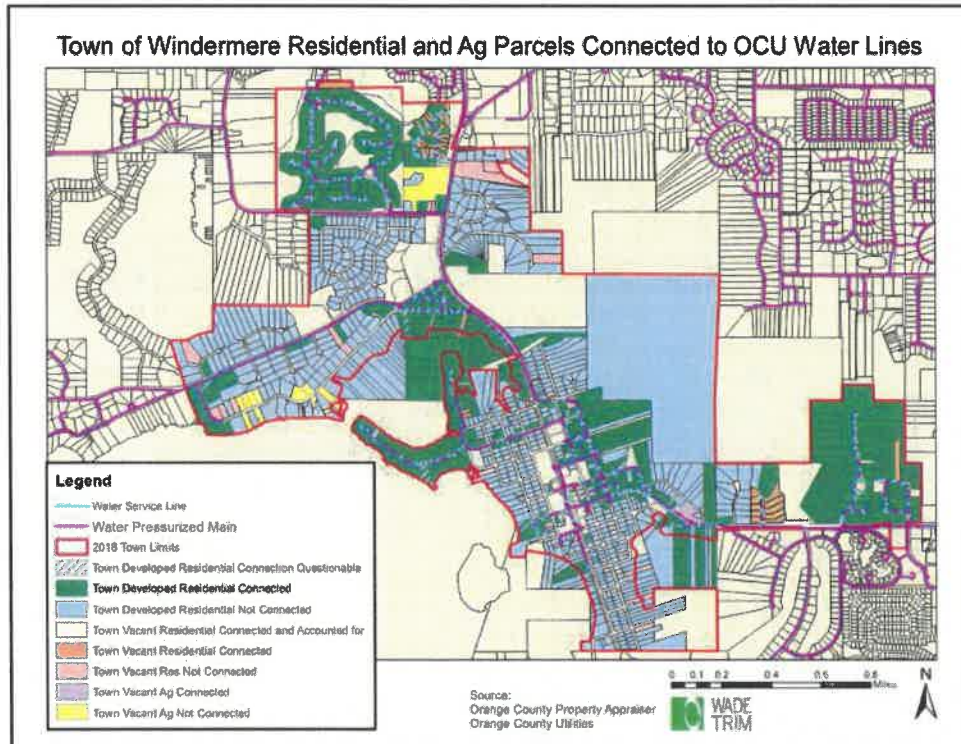 Town of Windermere Residential and Ag Parcels Connected to OCU Water Lines
Legend
Water Service Line
Water Pressurized Main
2018 Town Limits
Town Developed Residential Connection Questionable
Town Developed Residential Connected
Town Developed Residential Not Connected
Town Vacant Residential Connected and Accounted for
Town Vacant Residential Connected
Town Vacant Res Not Connected
Town Vacant Ag Connected
Town Vacant Ag Not Connected
Source:
Orange County Property Appraiser
Orange County Utilities
0 0.1 0.2 0.4 0.6 0.8
Miles
WADE
TRIM
N